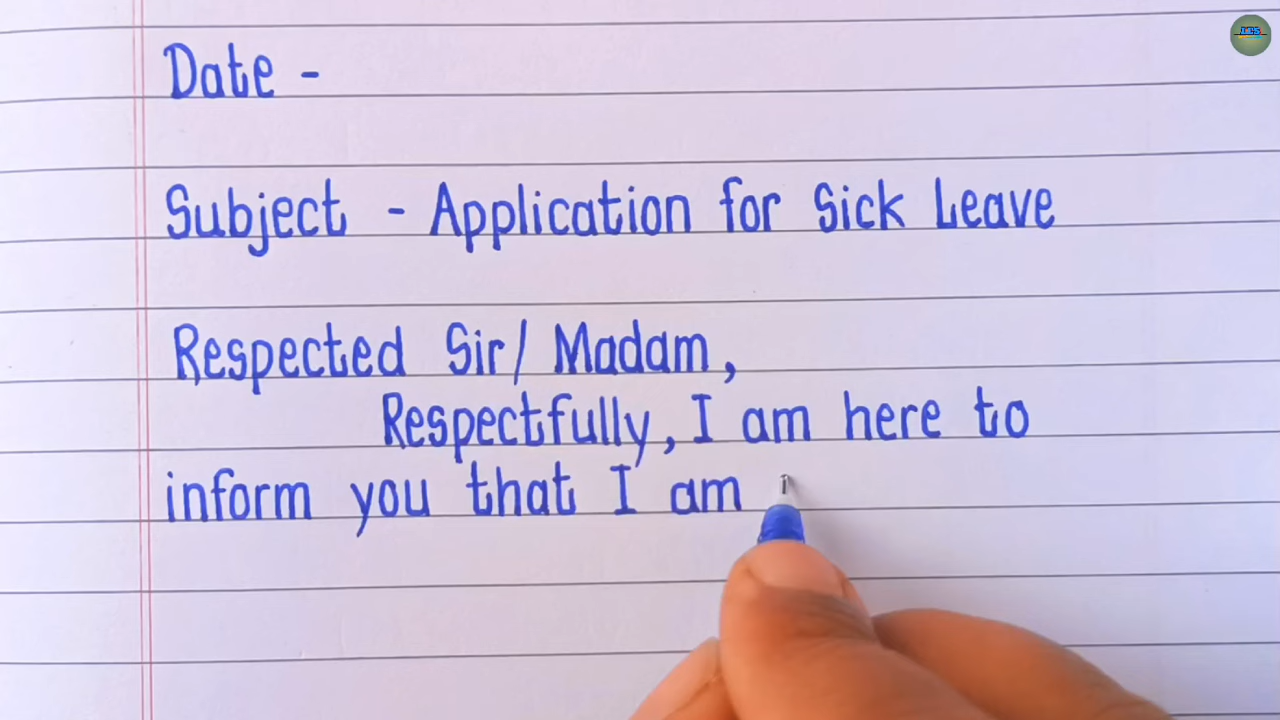 Date -
Subject - Application for Sick Leave
Respected Sir/ Madam,
Respectfully, I am here to
inform you that I am